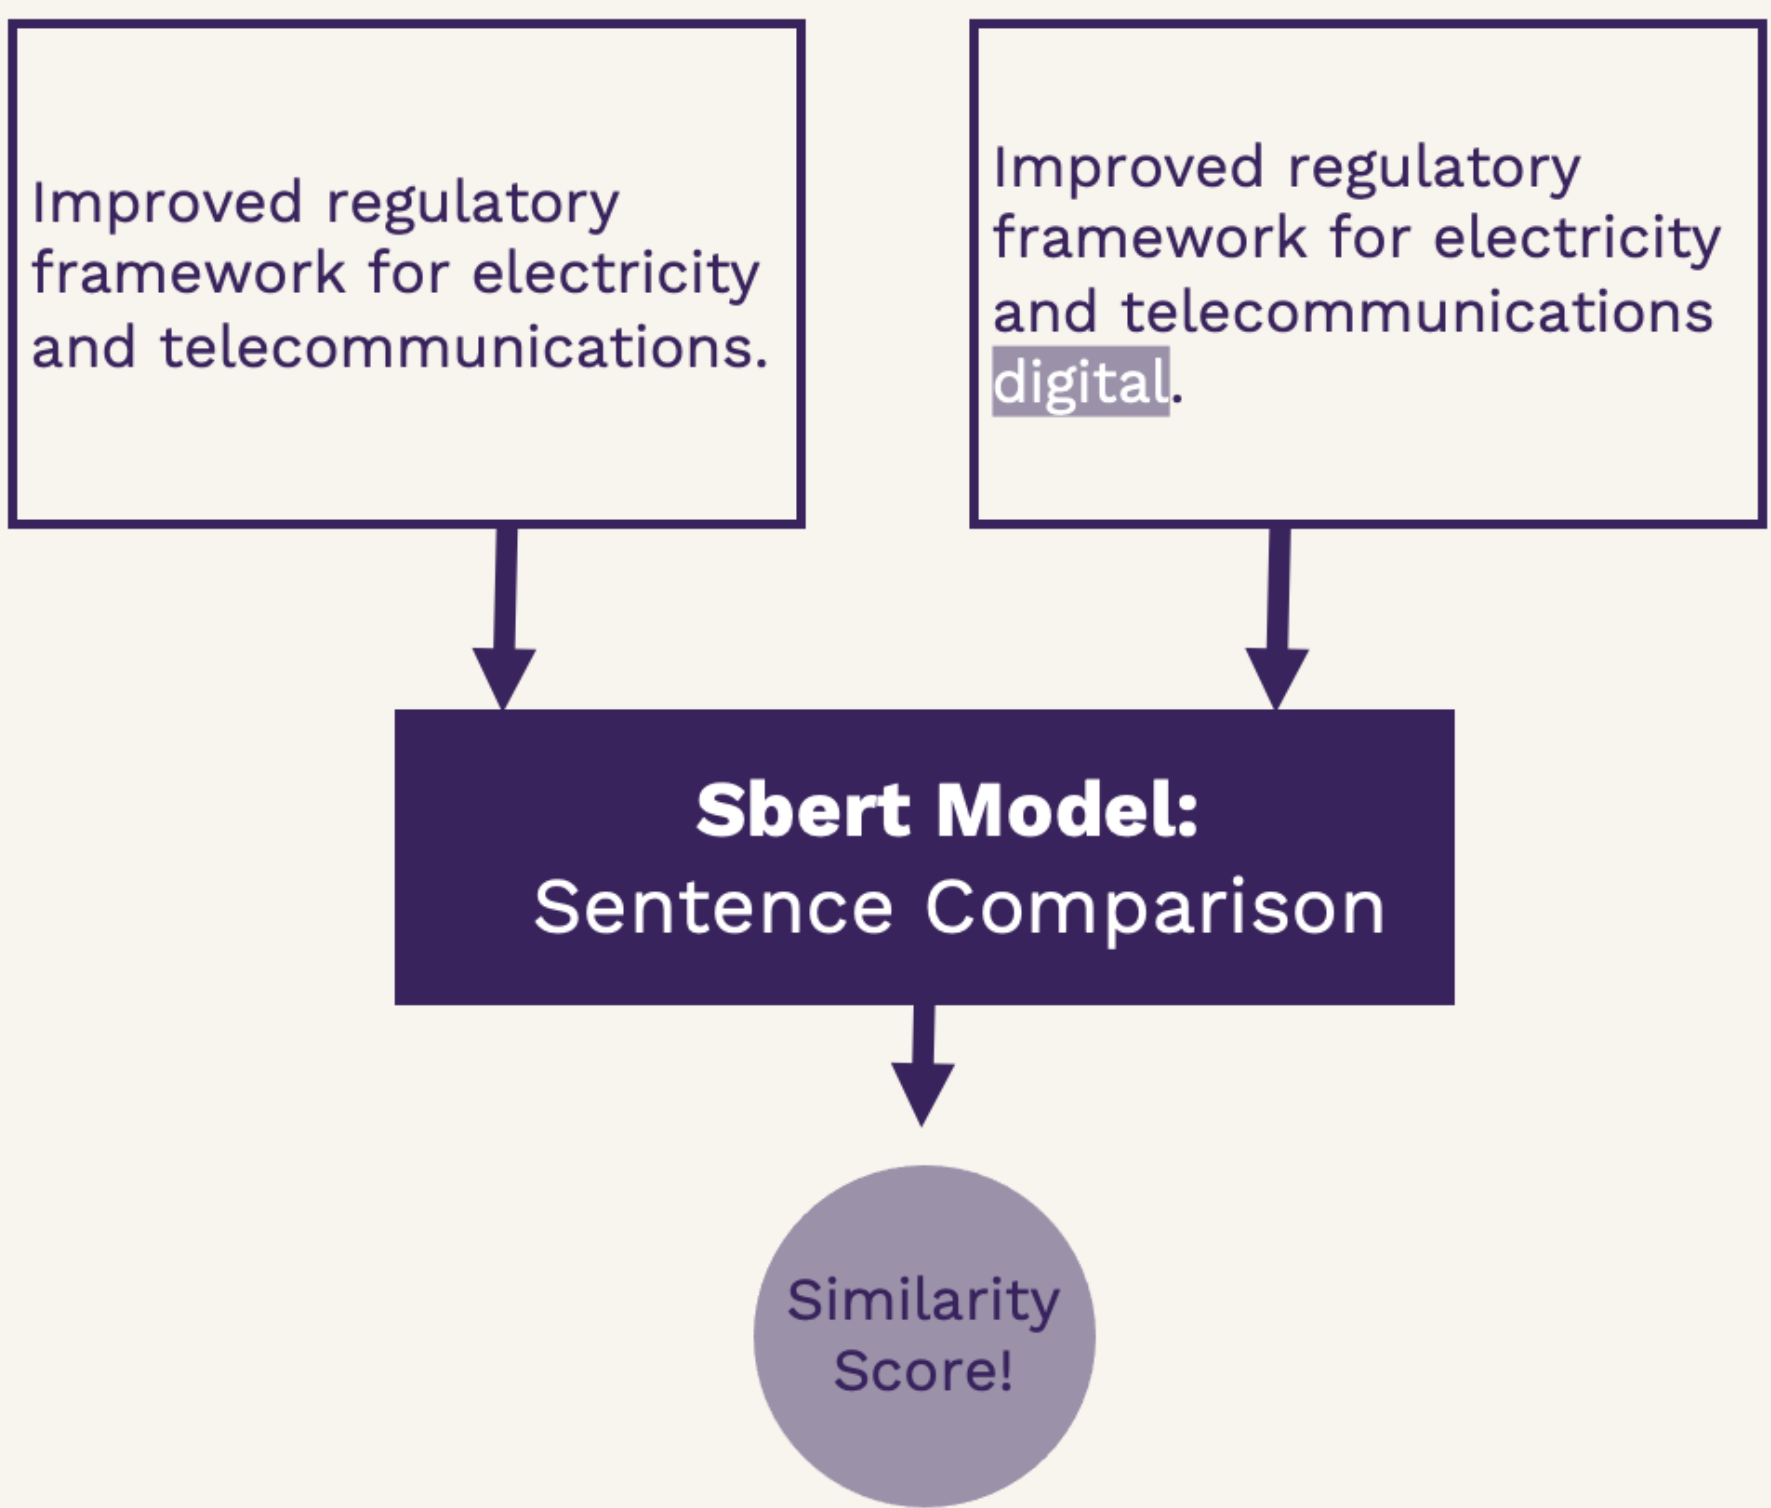 Improved regulatory
framework for electricity
and telecommunications.
Improved regulatory
framework for electricity
and telecommunications
digital.
Sbert Model:
Sentence Comparison
Similarity
Score!